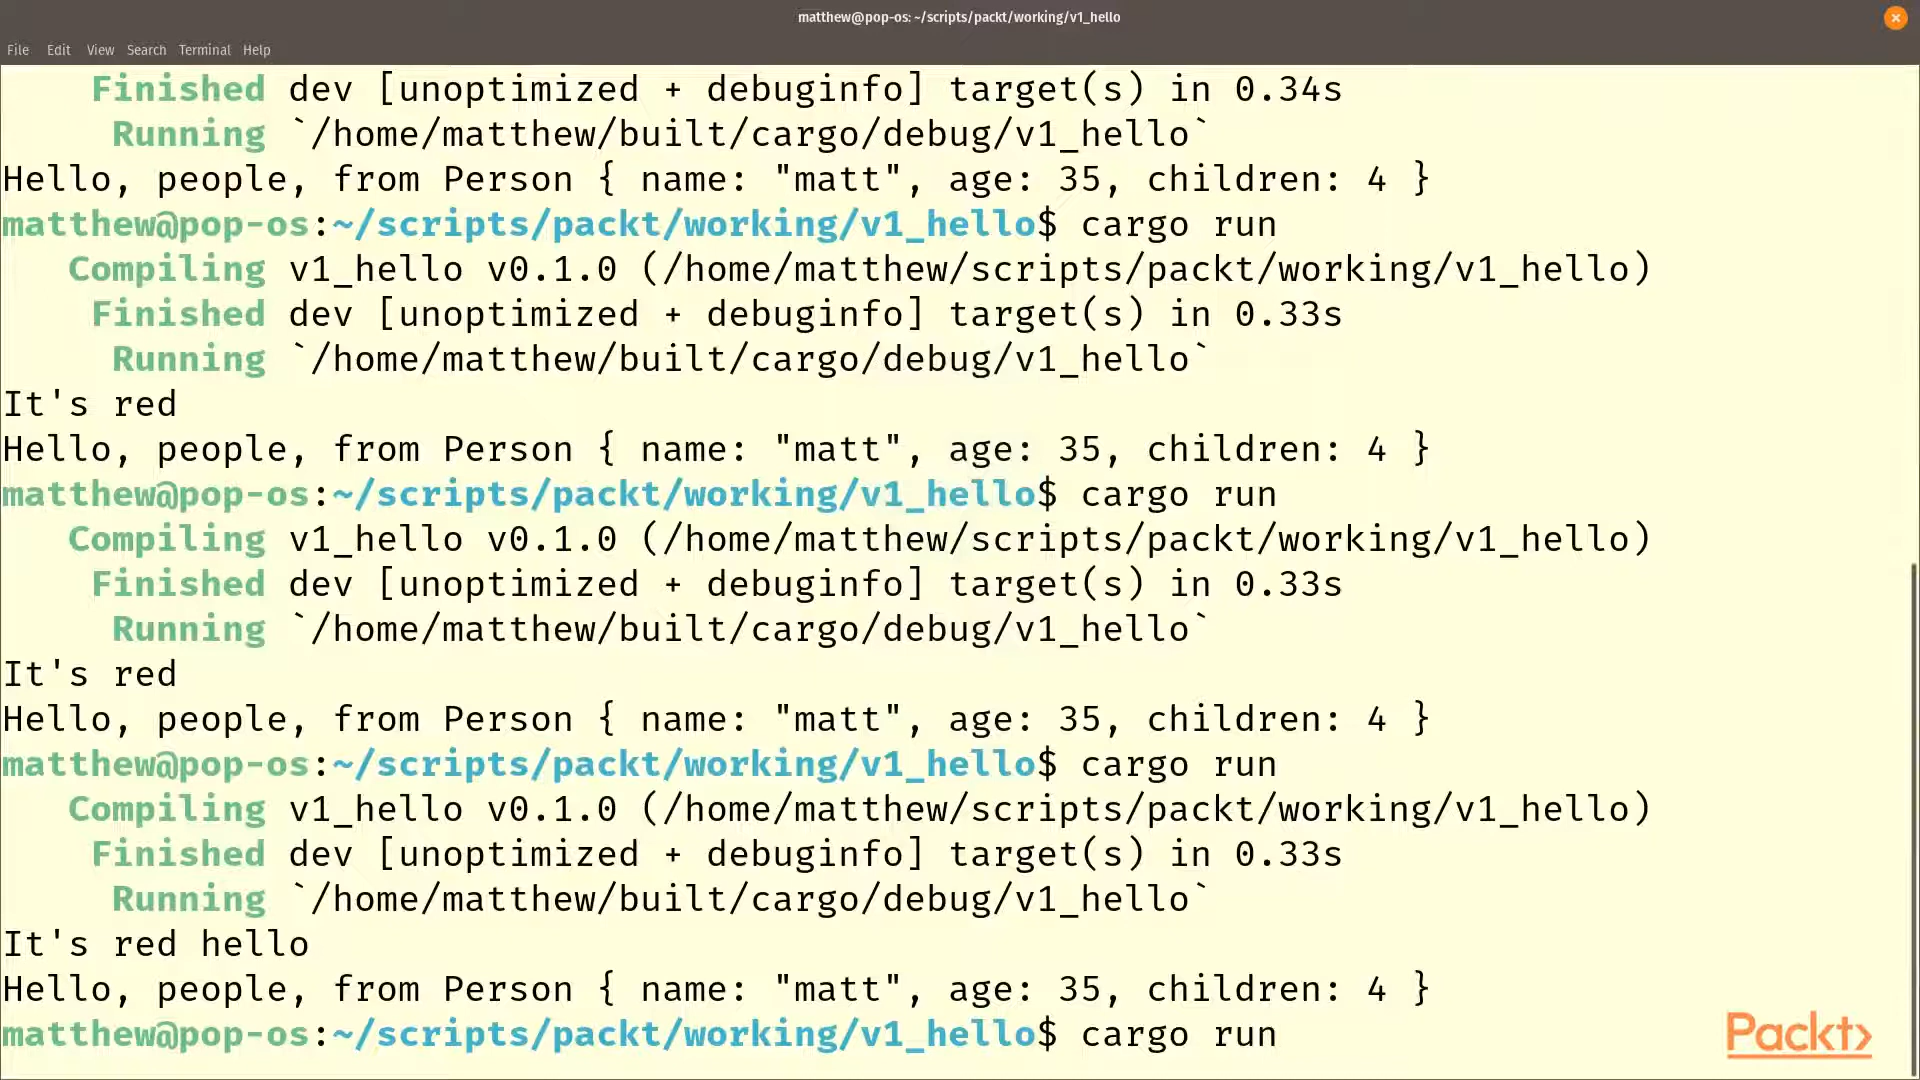 matthew@pop-os: ~/scripts/packt/working/v1_hello
File Edit View Search Terminal Help
Finished dev [unoptimized + debuginfo] target(s) in 0.34s
Running `/home/matthew/built/cargo/debug/v1_hello`
Hello, people, from Person { name: "matt", age: 35, children: 4 }
matthew@pop-os:~/scripts/packt/working/v1_hello$ cargo run
Compiling v1_hello v0.1.0 (/home/matthew/scripts/packt/working/v1_hello)
Finished dev [unoptimized + debuginfo] target(s) in 0.33s
Running `/home/matthew/built/cargo/debug/v1_hello`
It's red
Hello, people, from Person { name: "matt", age: 35, children: 4 }
matthew@pop-os:~/scripts/packt/working/v1_hello$ cargo run
Compiling v1_hello v0.1.0 (/home/matthew/scripts/packt/working/v1_hello)
Finished dev [unoptimized + debuginfo] target(s) in 0.33s
Running `/home/matthew/built/cargo/debug/v1_hello`
It's red
Hello, people, from Person { name: "matt", age: 35, children: 4 }
matthew@pop-os:~/scripts/packt/working/v1_hello$ cargo run
Compiling v1_hello v0.1.0 (/home/matthew/scripts/packt/working/v1_hello)
Finished dev [unoptimized + debuginfo] target(s) in 0.33s
Running `/home/matthew/built/cargo/debug/v1_hello`
It's red hello
Hello, people, from Person { name: "matt", age: 35, children: 4 }
matthew@pop-os:~/scripts/packt/working/v1_hello$ cargo run
Packt>